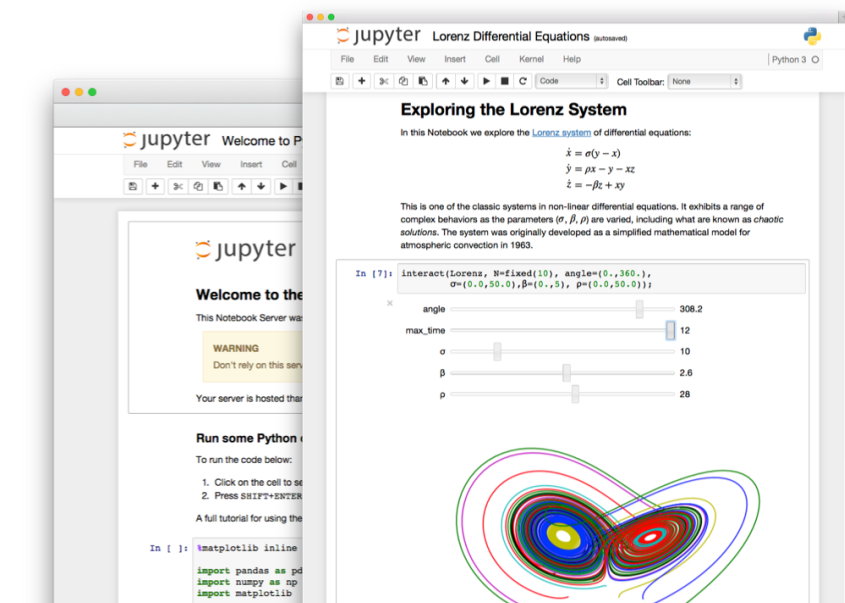 jupyter Lorenz Differential Equations (autosaved)
File Edit View Insert Cell Kernel Help Python 3
Code Cell Toolbar: None
Exploring the Lorenz System
In this Notebook we explore the Lorenz system of differential equations:
ẋ = σ(y − x)
ẏ = ρx − y − xz
ż = −βz + xy
This is one of the classic systems in non-linear differential equations. It exhibits a range of
complex behaviors as the parameters (σ, β, ρ) are varied, including what are known as chaotic
solutions. The system was originally developed as a simplified mathematical model for
atmospheric convection in 1963.
In [7]: interact(Lorenz, N=fixed(10), angle=(0.,360.),
σ=(0.0,50.0),β=(0.,5), ρ=(0.0,50.0));
angle 308.2
max_time 12
σ 10
β 2.6
ρ 28
jupyter Welcome to P
File Edit View Insert Cell
jupyter
Welcome to the
This Notebook Server was
WARNING
Don't rely on this serv
Your server is hosted than
Run some Python
To run the code below:
1. Click on the cell to se
2. Press SHIFT+ENTER
A full tutorial for using the
In [ ]: %matplotlib inline
import pandas as pd
import numpy as np
import matplotlib